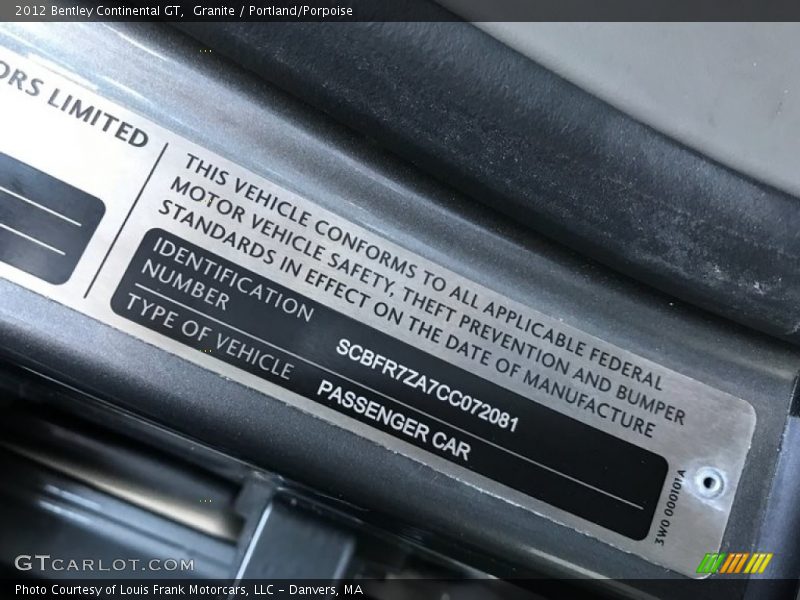 2012 Bentley Continental GT, Granite / Portland/Porpoise
ORS LIMITED
THIS VEHICLE CONFORMS TO ALL APPLICABLE FEDERAL
MOTOR VEHICLE SAFETY, THEFT PREVENTION AND BUMPER
STANDARDS IN EFFECT ON THE DATE OF MANUFACTURE
IDENTIFICATION
NUMBER
SCBFR7ZA7CC072081
TYPE OF VEHICLE
PASSENGER CAR
3W0 000101A
GTCARLOT.COM
Photo Courtesy of Louis Frank Motorcars, LLC – Danvers, MA